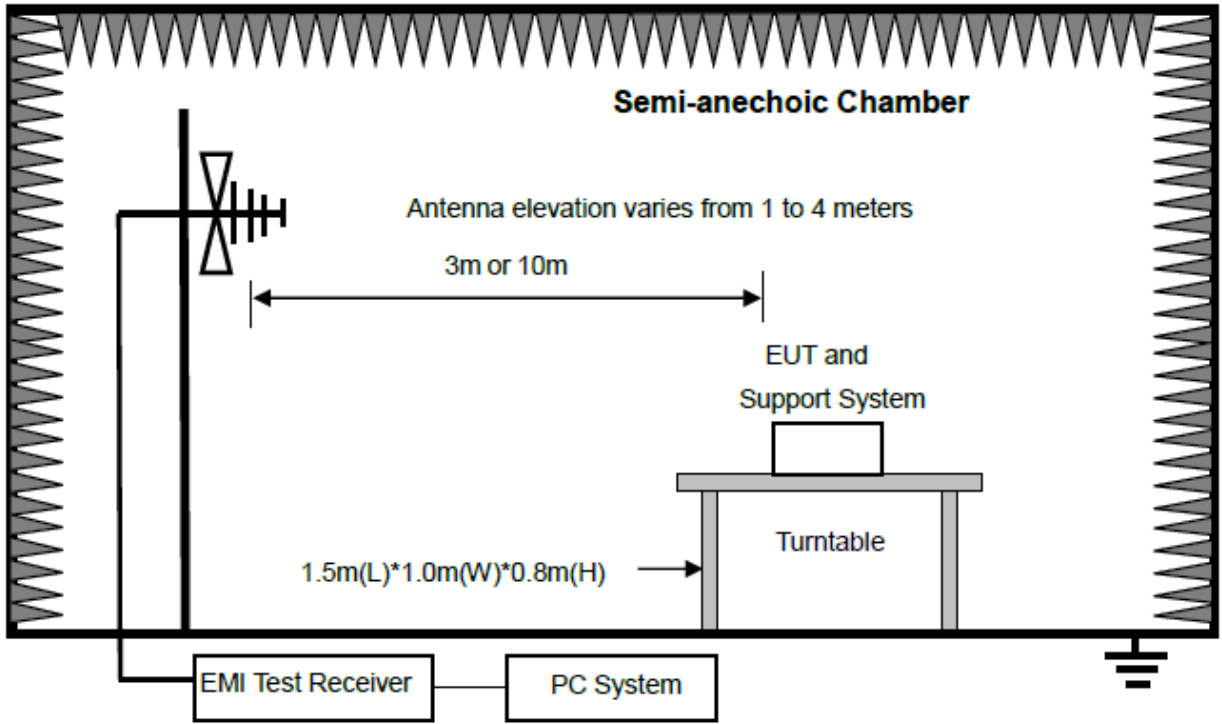 Semi-anechoic Chamber
Antenna elevation varies from 1 to 4 meters
3m or 10m
EUT and
Support System
Turntable
1.5m(L)*1.0m(W)*0.8m(H)
EMI Test Receiver
PC System